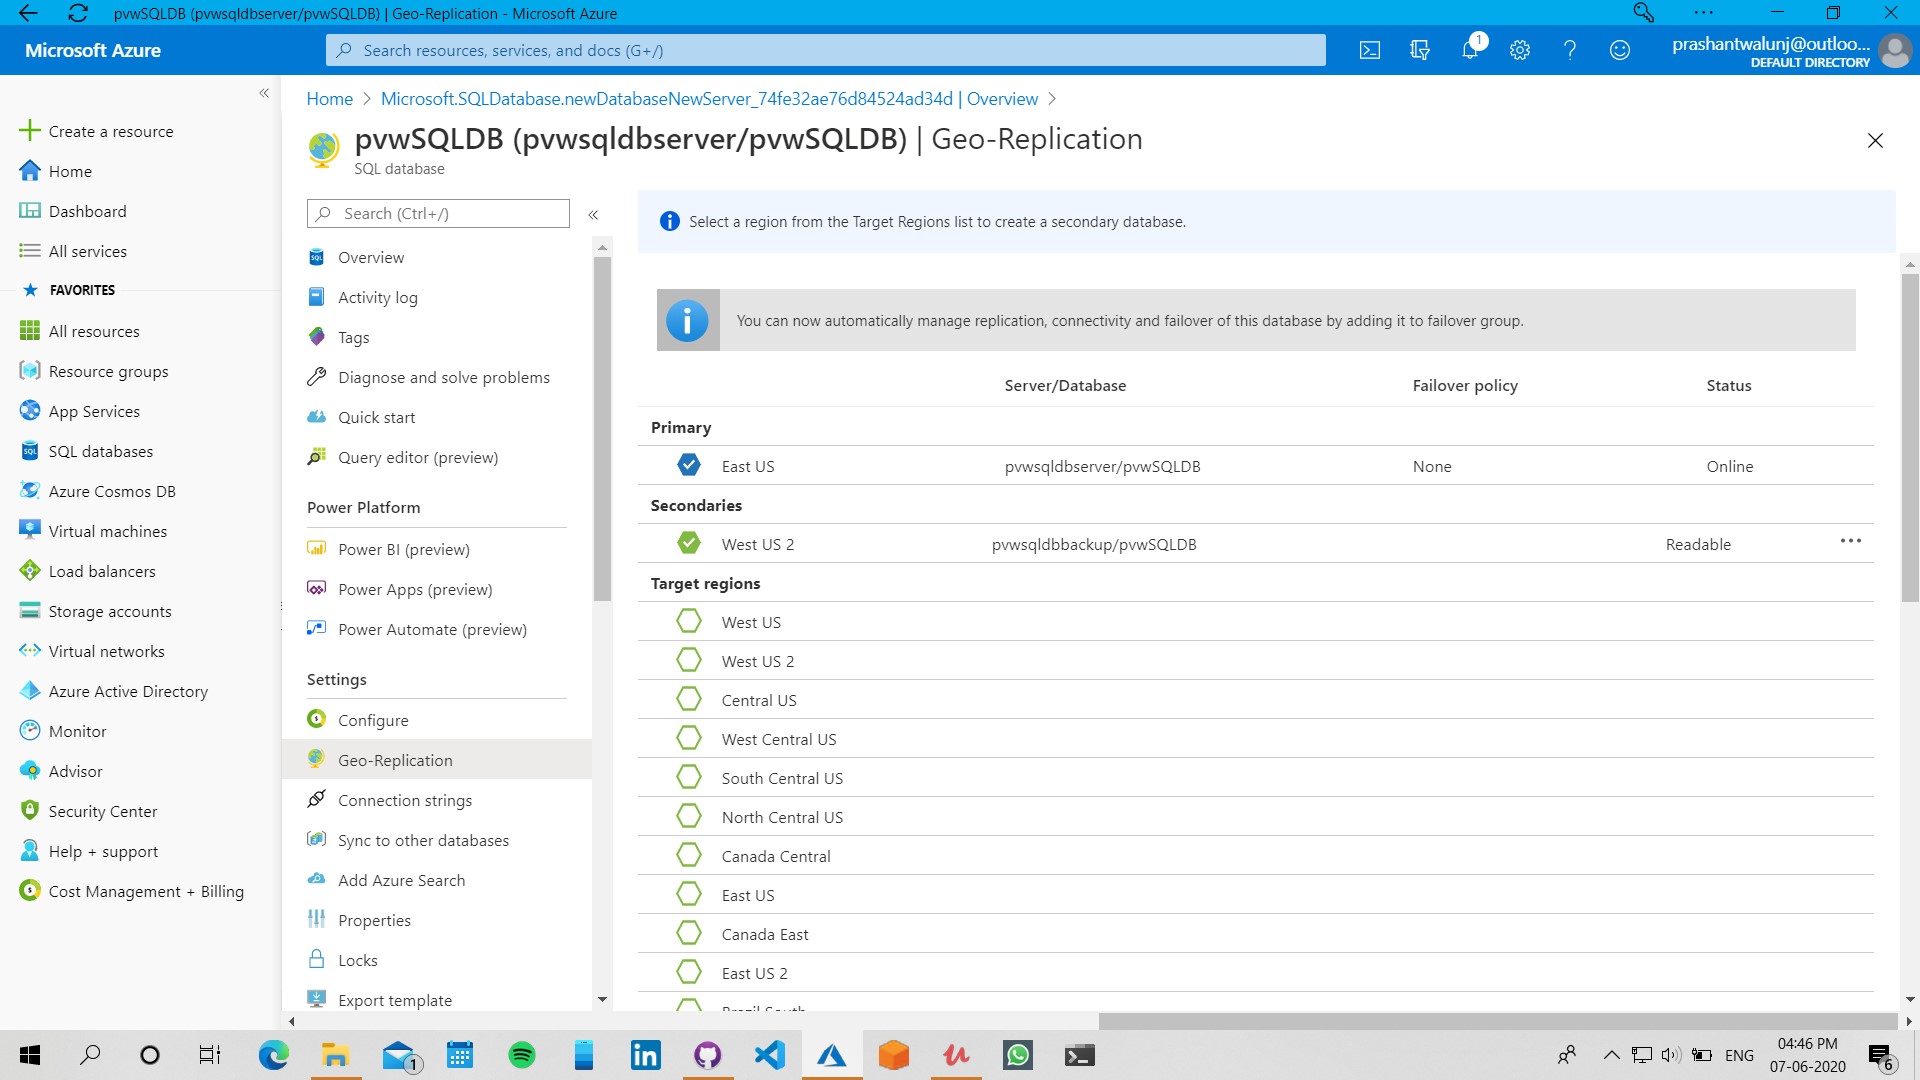 pvwSQLDB (pvwsqldbserver/pvwSQLDB) | Geo-Replication - Microsoft Azure
Microsoft Azure
Search resources, services, and docs (G+/)
1
prashantwalunj@outloo...
DEFAULT DIRECTORY
Create a resource
Home
Dashboard
All services
FAVORITES
All resources
Resource groups
App Services
SQL databases
Azure Cosmos DB
Virtual machines
Load balancers
Storage accounts
Virtual networks
Azure Active Directory
Monitor
Advisor
Security Center
Help + support
Cost Management + Billing
Home > Microsoft.SQLDatabase.newDatabaseNewServer_74fe32ae76d84524ad34d | Overview >
pvwSQLDB (pvwsqldbserver/pvwSQLDB) | Geo-Replication
SQL database
Search (Ctrl+/)
Overview
Activity log
Tags
Diagnose and solve problems
Quick start
Query editor (preview)
Power Platform
Power BI (preview)
Power Apps (preview)
Power Automate (preview)
Settings
Configure
Geo-Replication
Connection strings
Sync to other databases
Add Azure Search
Properties
Locks
Export template
Select a region from the Target Regions list to create a secondary database.
You can now automatically manage replication, connectivity and failover of this database by adding it to failover group.
Server/Database Failover policy Status
Primary
East US pvwsqldbserver/pvwSQLDB None Online
Secondaries
West US 2 pvwsqldbbackup/pvwSQLDB Readable
Target regions
West US
West US 2
Central US
West Central US
South Central US
North Central US
Canada Central
East US
Canada East
East US 2
Brazil South
1
ENG
04:46 PM
07-06-2020
6